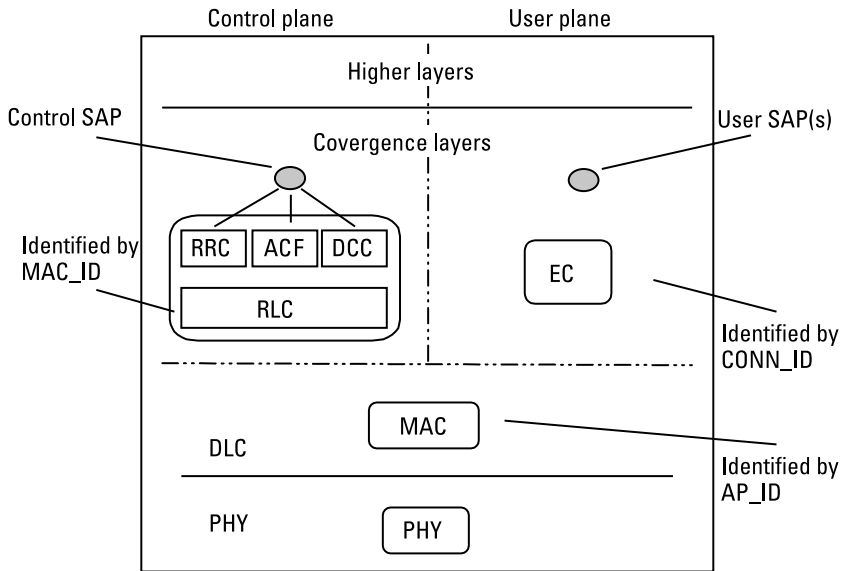 Control plane
User plane
Higher layers
Control SAP
User SAP(s)
Covergence layers
Identified by
MAC_ID
RRC
ACF
DCC
RLC
EC
Identified by
CONN_ID
MAC
DLC
Identified by
AP_ID
PHY
PHY